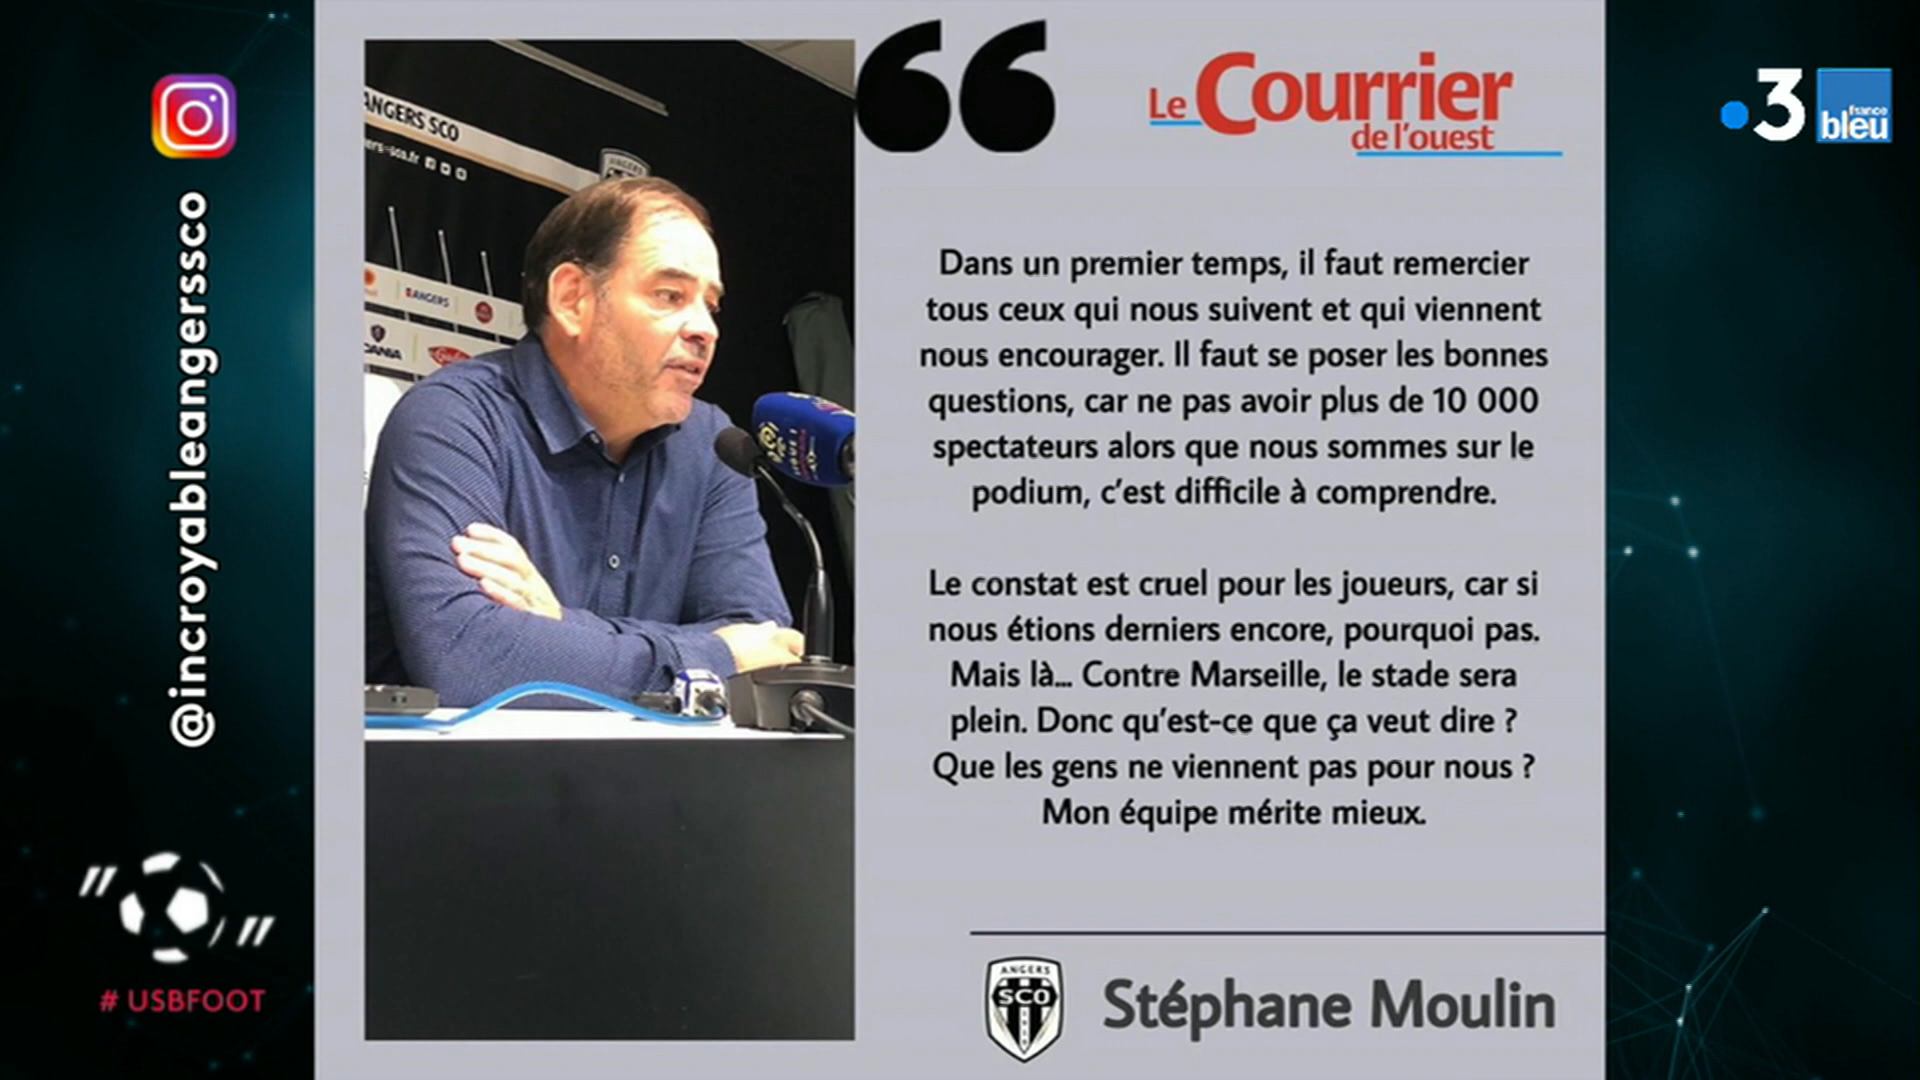 @incroyableangerssco
# USBFOOT
ANGERS SCO
ANGERS
ANGERS
“
Le Courrier
de l'ouest
3
france
bleu
Dans un premier temps, il faut remercier
tous ceux qui nous suivent et qui viennent
nous encourager. Il faut se poser les bonnes
questions, car ne pas avoir plus de 10 000
spectateurs alors que nous sommes sur le
podium, c’est difficile à comprendre.
Le constat est cruel pour les joueurs, car si
nous étions derniers encore, pourquoi pas.
Mais là... Contre Marseille, le stade sera
plein. Donc qu’est-ce que ça veut dire ?
Que les gens ne viennent pas pour nous ?
Mon équipe mérite mieux.
ANGERS
SCO
1919
Stéphane Moulin